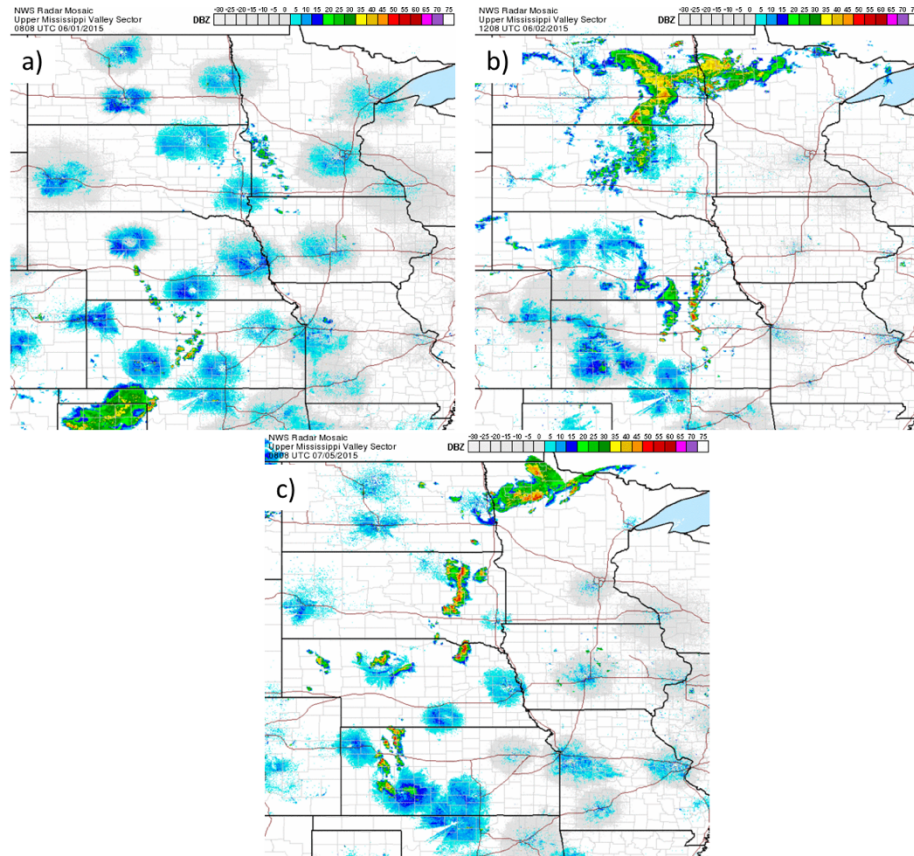 NWS Radar Mosaic
Upper Mississippi Valley Sector
0808 UTC 06/01/2015
DBZ
-30 -25 -20 -15 -10 -5 0 5 10 15 20 25 30 35 40 45 50 55 60 65 70 75
a)
NWS Radar Mosaic
Upper Mississippi Valley Sector
1208 UTC 06/02/2015
DBZ
-30 -25 -20 -15 -10 -5 0 5 10 15 20 25 30 35 40 45 50 55 60 65 70 75
b)
NWS Radar Mosaic
Upper Mississippi Valley Sector
0808 UTC 07/05/2015
DBZ
-30 -25 -20 -15 -10 -5 0 5 10 15 20 25 30 35 40 45 50 55 60 65 70 75
c)